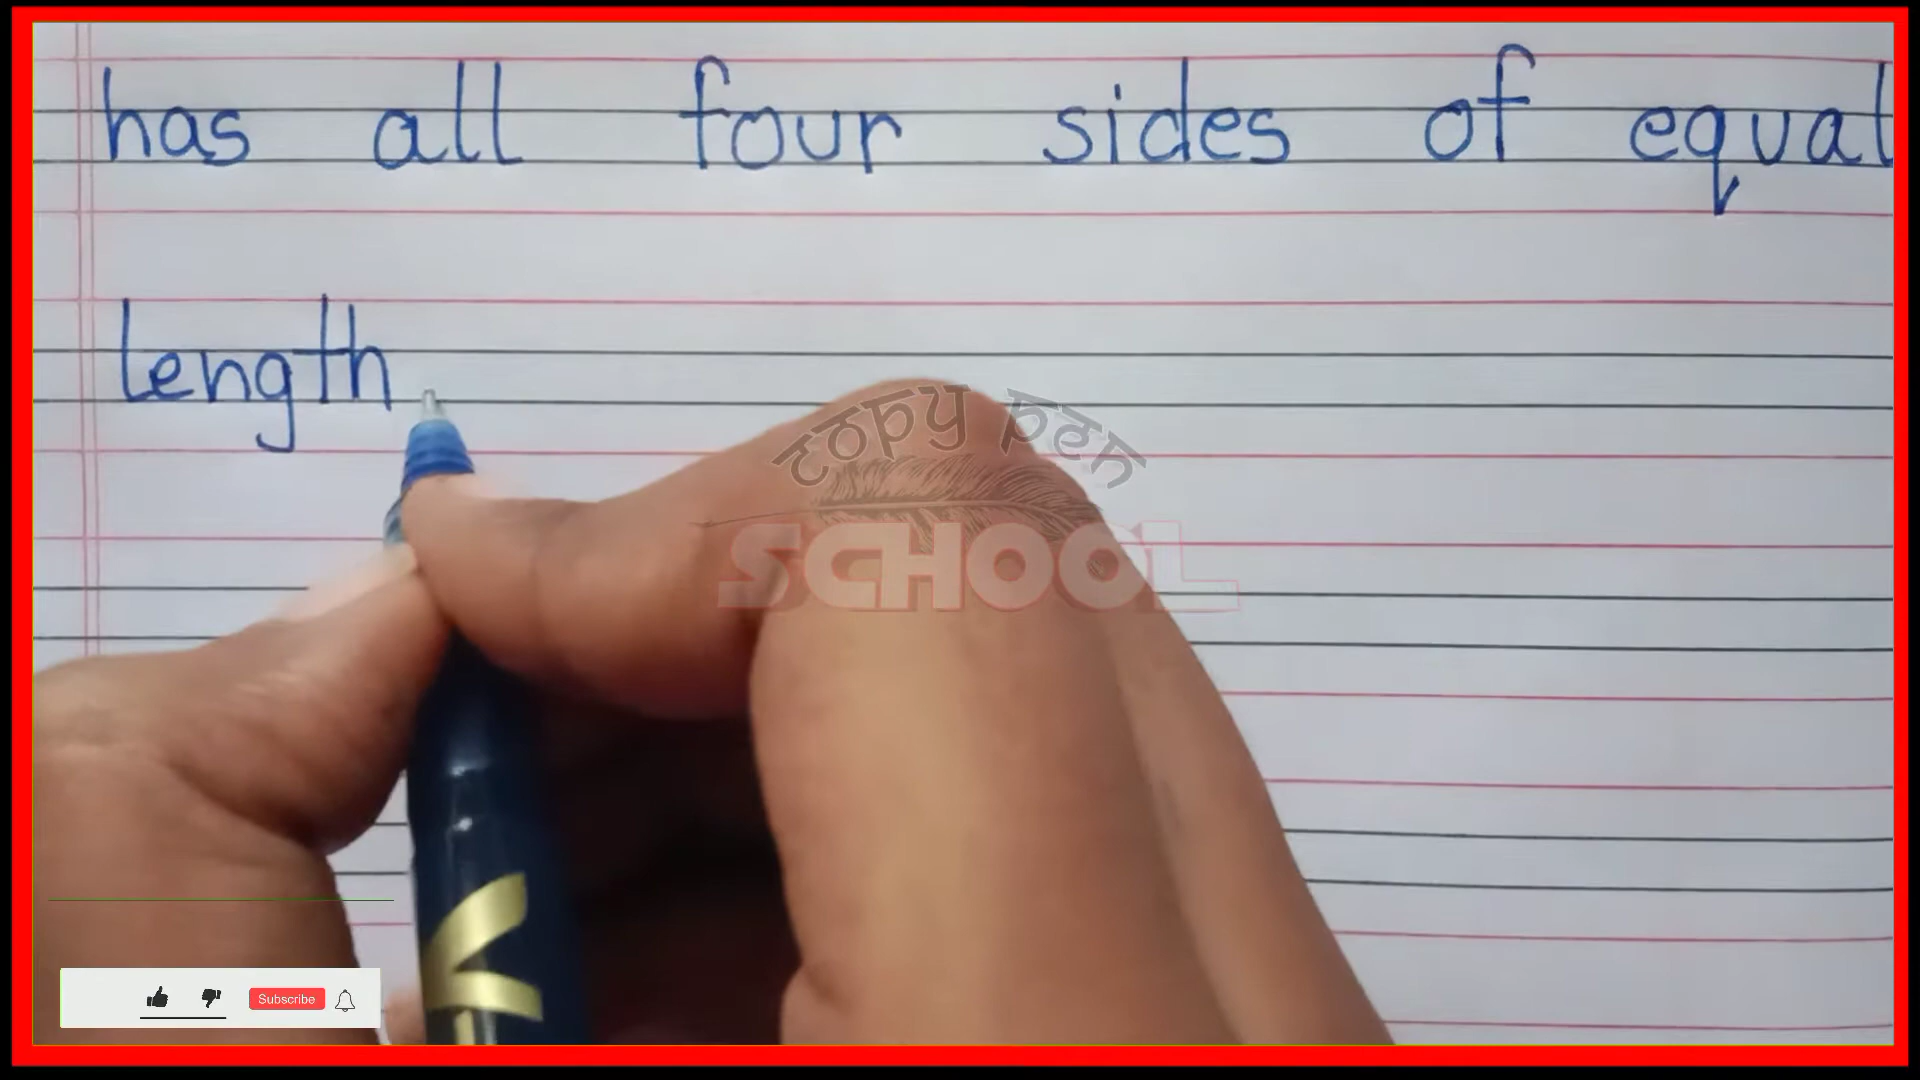 has all four sides of equal
length
copy pen
SCHOOL
Subscribe